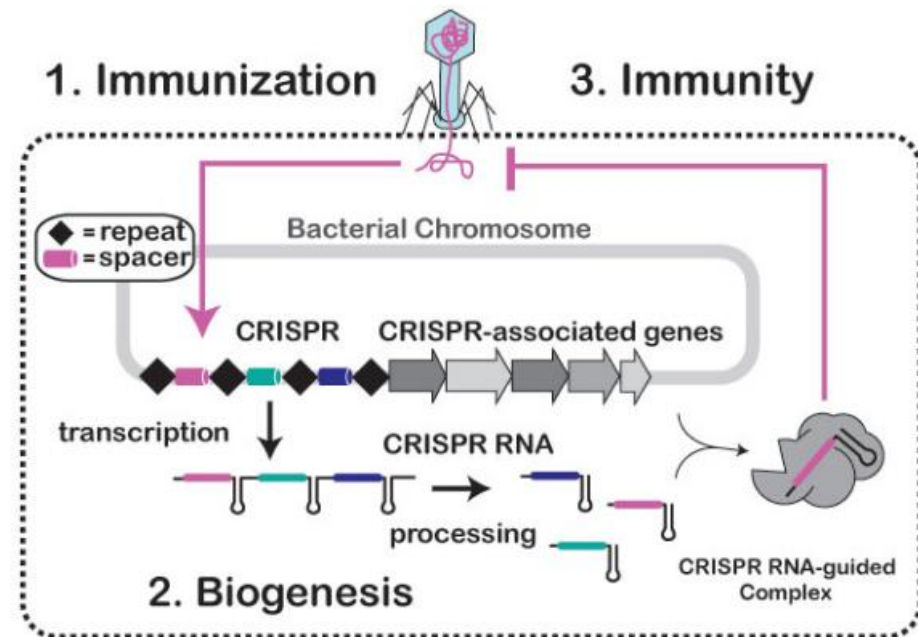 1. Immunization
3. Immunity
Bacterial Chromosome
= repeat
= spacer
CRISPR
CRISPR-associated genes
transcription
CRISPR RNA
processing
CRISPR RNA-guided
Complex
2. Biogenesis